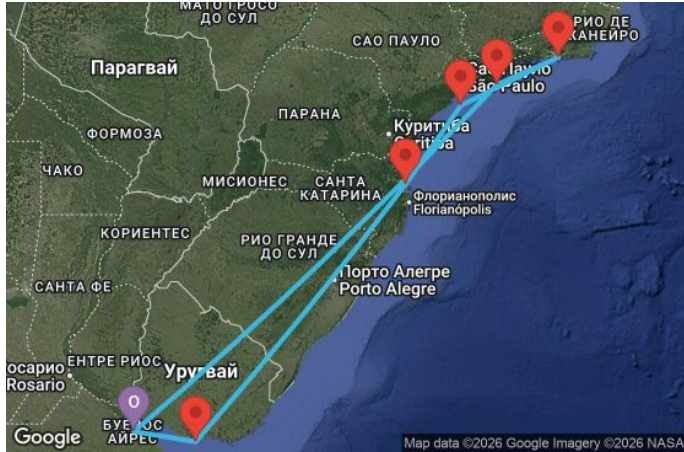 МАТО ГРОСО
ДО СУЛ
РИО ДЕ
ЖАНЕЙРО
САО ПАУЛО
Парагвай
São Paulo
ПАРАНА
Куритиба
Curitiba
ФОРМОЗА
ЧАКО
МИСИОНЕС
САНТА
КАТАРИНА
Флорианополис
Florianópolis
КОРИЕНТЕС
РИО ГРАНДЕ
ДО СУЛ
САНТА ФЕ
Порто Алегре
Porto Alegre
ЕНТРЕ РИОС
Росарио
Rosario
Уругвай
O
БУЕНОС
АЙРЕС
Google
Map data ©2026 Google Imagery ©2026 NASA